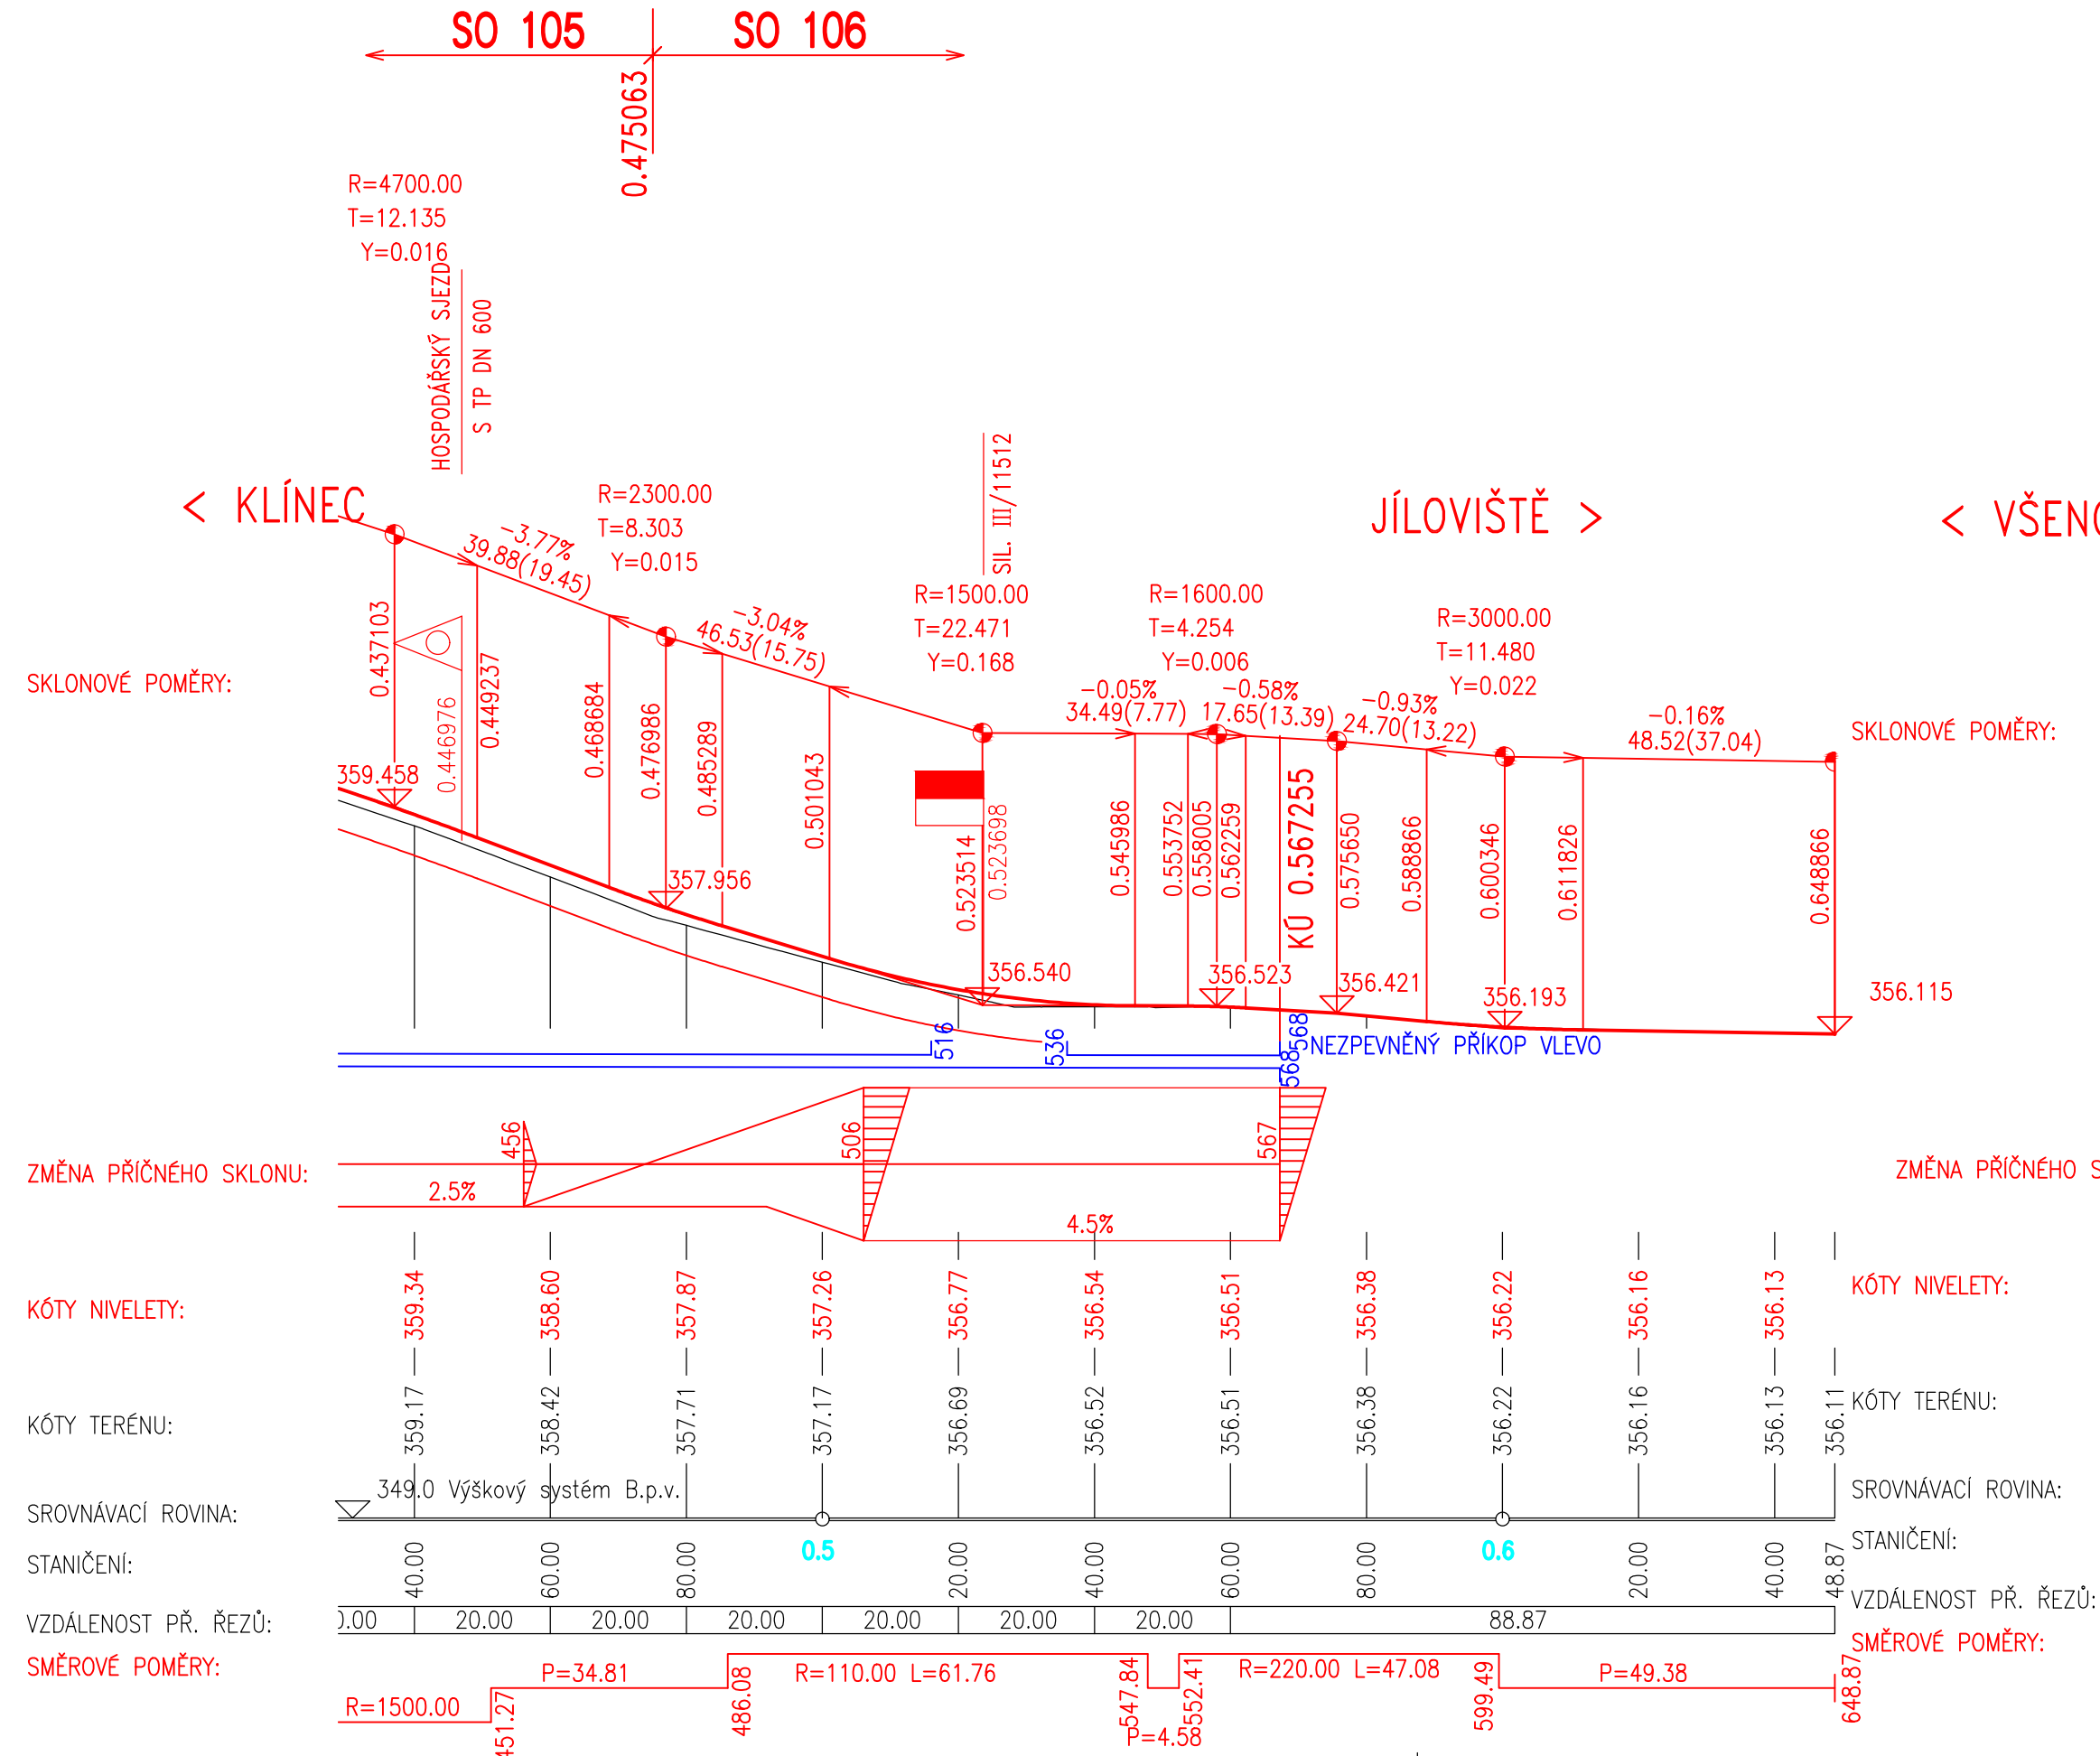 SO 105
SO 106
0.475063
R=4700.00
T=12.135
Y=0.016
HOSPODÁŘSKÝ SJEZD
S TP DN 600
< KLÍNEC
JÍLOVIŠTĚ >
R=2300.00
T=8.303
Y=0.015
SIL. III/11512
R=1500.00
T=22.471
Y=0.168
R=1600.00
T=4.254
Y=0.006
R=3000.00
T=11.480
Y=0.022
-3.77%
39.88(19.45)
-3.04%
46.53(15.75)
-0.05%
34.49(7.77)
-0.58%
17.65(13.39)
-0.93%
24.70(13.22)
-0.16%
48.52(37.04)
SKLONOVÉ POMĚRY:
0.437103
0.446976
0.449237
0.468684
0.476986
0.485289
0.501043
0.523514
0.523698
0.545986
0.553752
0.558005
0.562259
KÚ 0.567255
0.575650
0.588866
0.600346
0.611826
0.648866
SKLONOVÉ POMĚRY:
359.458
357.956
356.540
356.523
356.421
356.193
356.115
516
536
568
568
NEZPEVNĚNÝ PŘÍKOP VLEVO
ZMĚNA PŘÍČNÉHO SKLONU:
456
506
567
2.5%
4.5%
ZMĚNA PŘÍČNÉHO
KÓTY NIVELETY:
359.34
358.60
357.87
357.26
356.77
356.54
356.51
356.38
356.22
356.16
356.13
KÓTY NIVELETY:
KÓTY TERÉNU:
359.17
358.42
357.71
357.17
356.69
356.52
356.51
356.38
356.22
356.16
356.13
356.11
KÓTY TERÉNU:
SROVNÁVACÍ ROVINA:
349.0 Výškový systém B.p.v.
SROVNÁVACÍ ROVINA:
STANIČENÍ:
40.00
60.00
80.00
0.5
20.00
40.00
60.00
80.00
0.6
20.00
40.00
48.87
STANIČENÍ:
VZDÁLENOST PŘ. ŘEZŮ:
20.00
20.00
20.00
20.00
20.00
20.00
88.87
VZDÁLENOST PŘ. ŘEZŮ:
SMĚROVÉ POMĚRY:
R=1500.00
451.27
P=34.81
486.08
R=110.00 L=61.76
547.84
P=4.58
552.41
R=220.00 L=47.08
599.49
P=49.38
648.87
SMĚROVÉ POMĚRY: